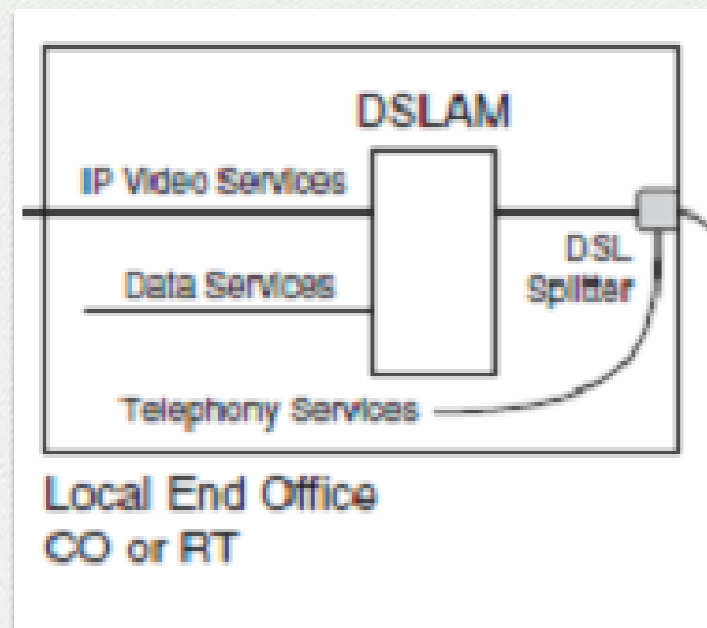 DSLAM
IP Video Services
DSL
Splitter
Data Services
Telephony Services
Local End Office
CO or RT